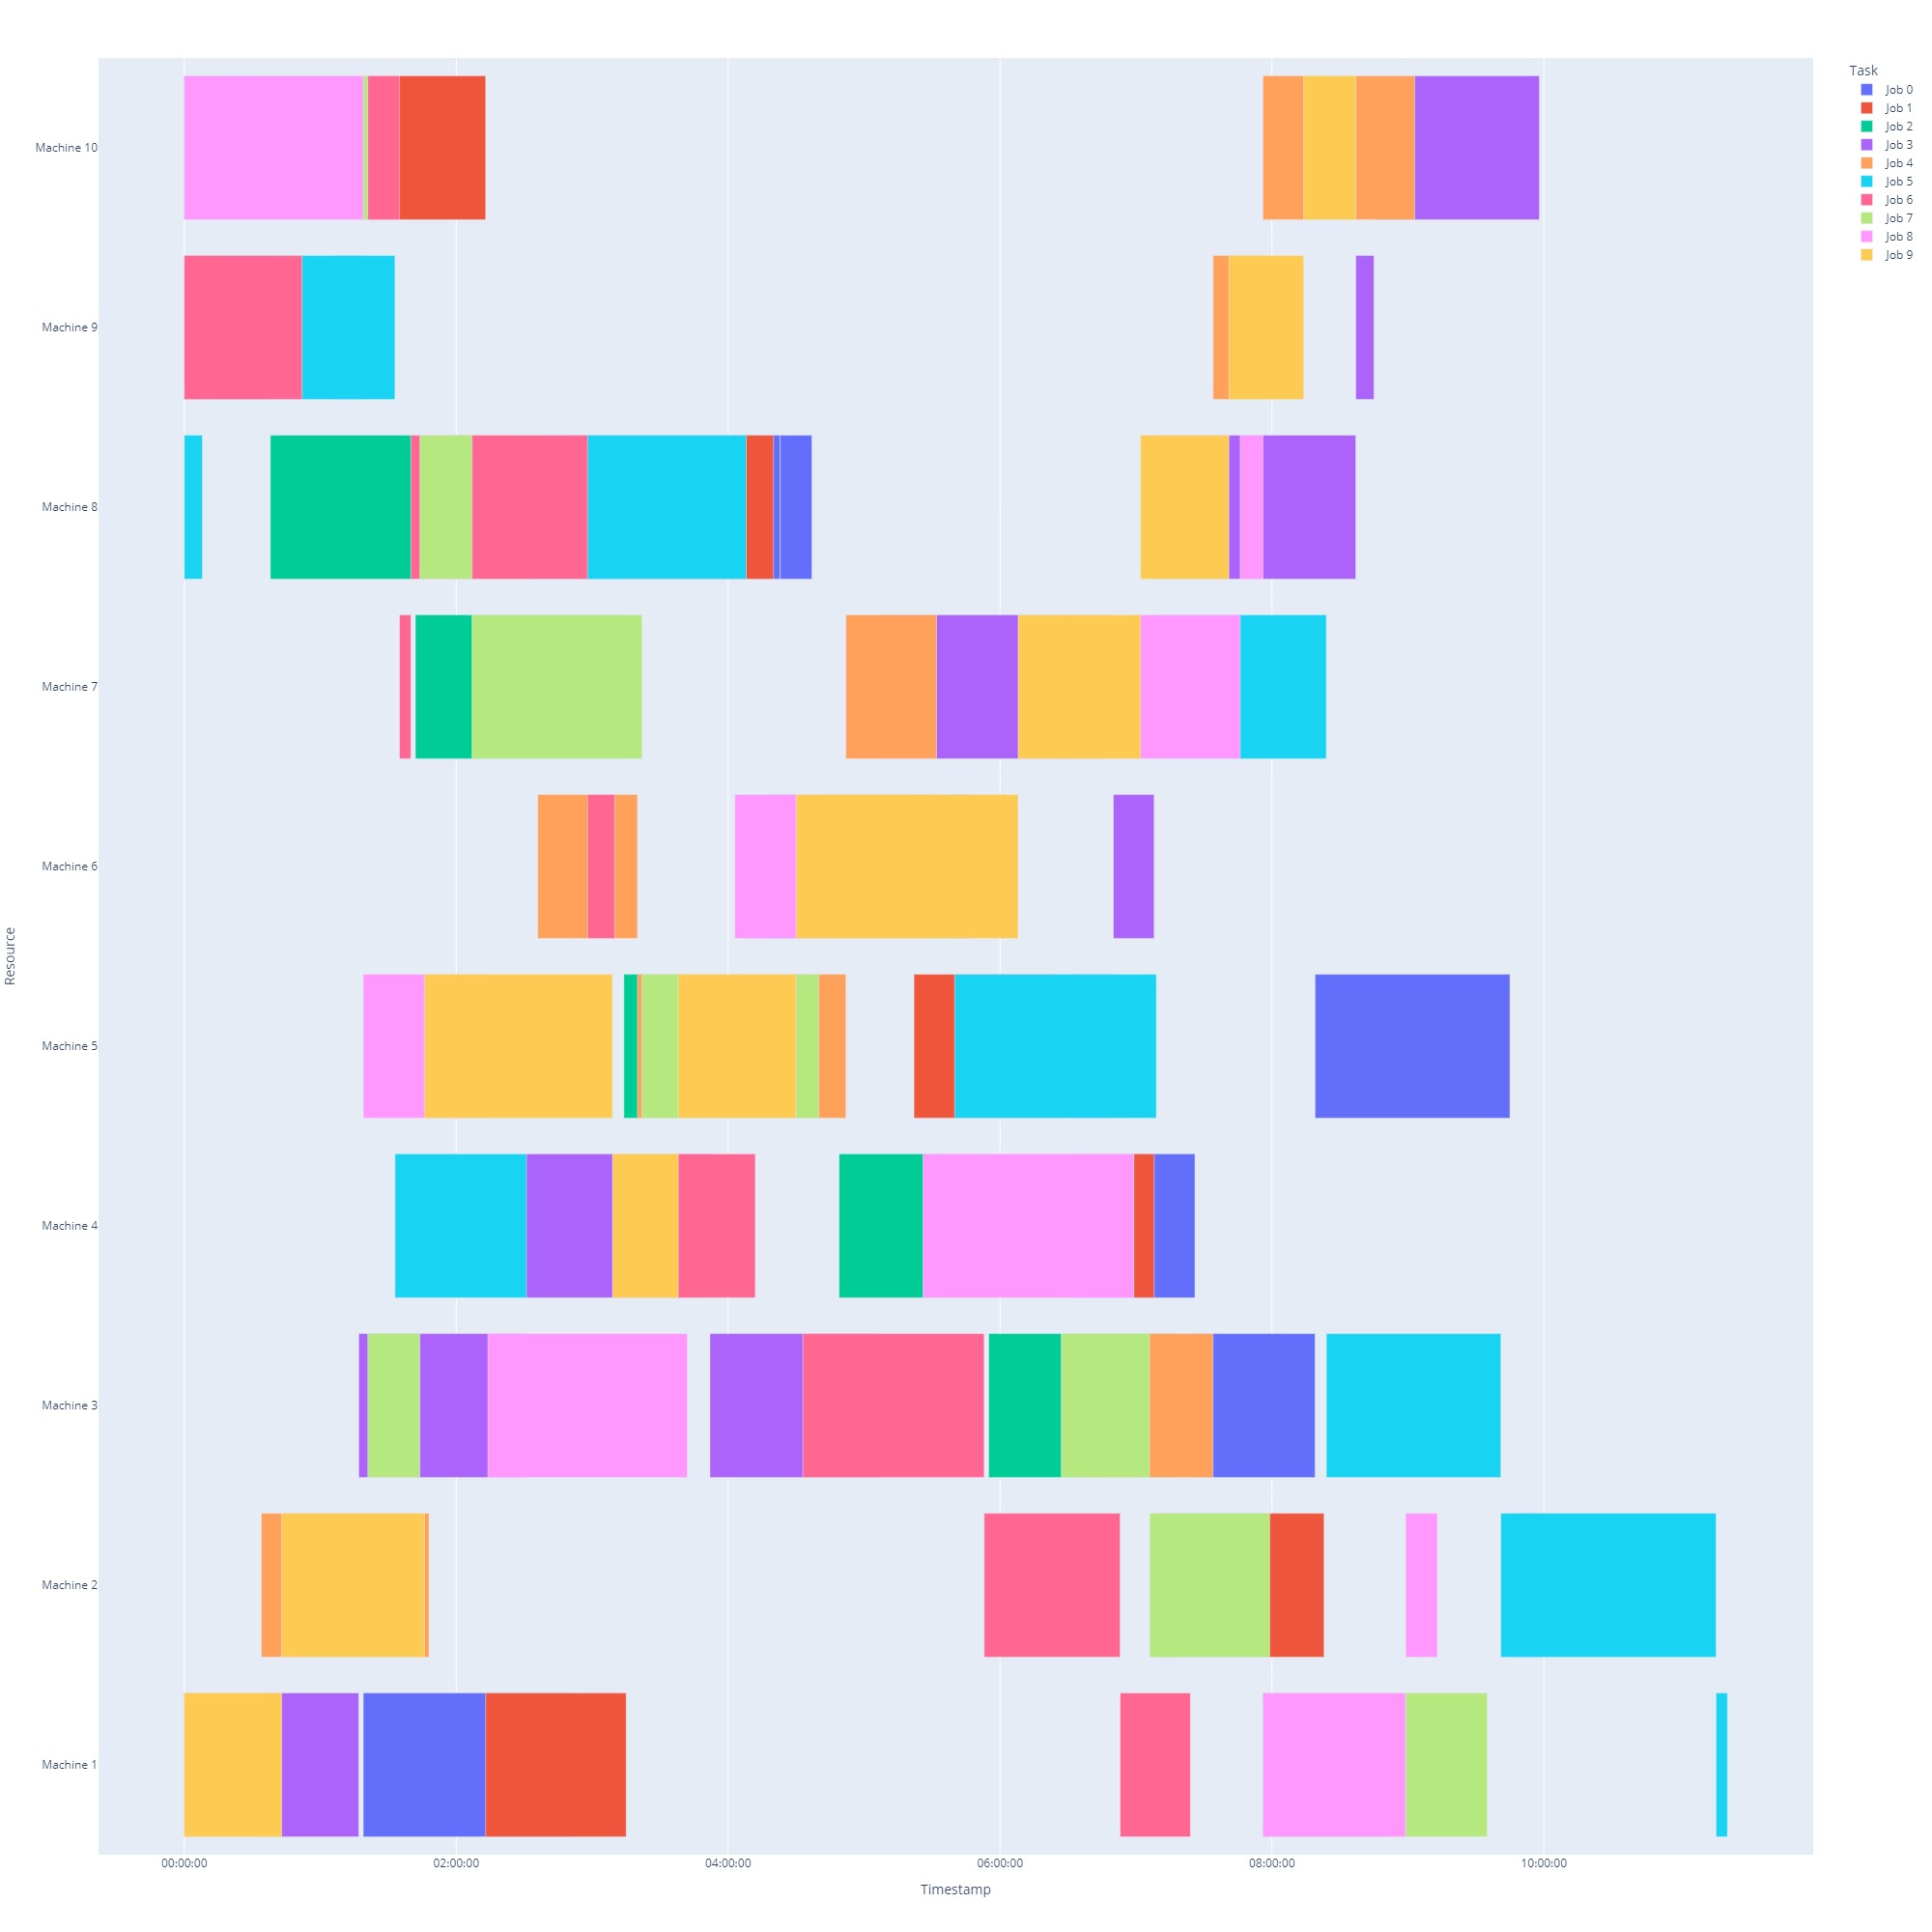 Task
Job 0
Job 1
Job 2
Job 3
Job 4
Job 5
Job 6
Job 7
Job 8
Job 9
Machine 10
Machine 9
Machine 8
Machine 7
Machine 6
Resource
Machine 5
Machine 4
Machine 3
Machine 2
Machine 1
00:00:00 02:00:00 04:00:00 06:00:00 08:00:00 10:00:00
Timestamp